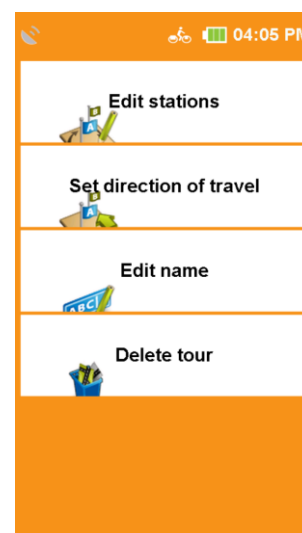 04:05 PM
Edit stations
Set direction of travel
Edit name
Delete tour